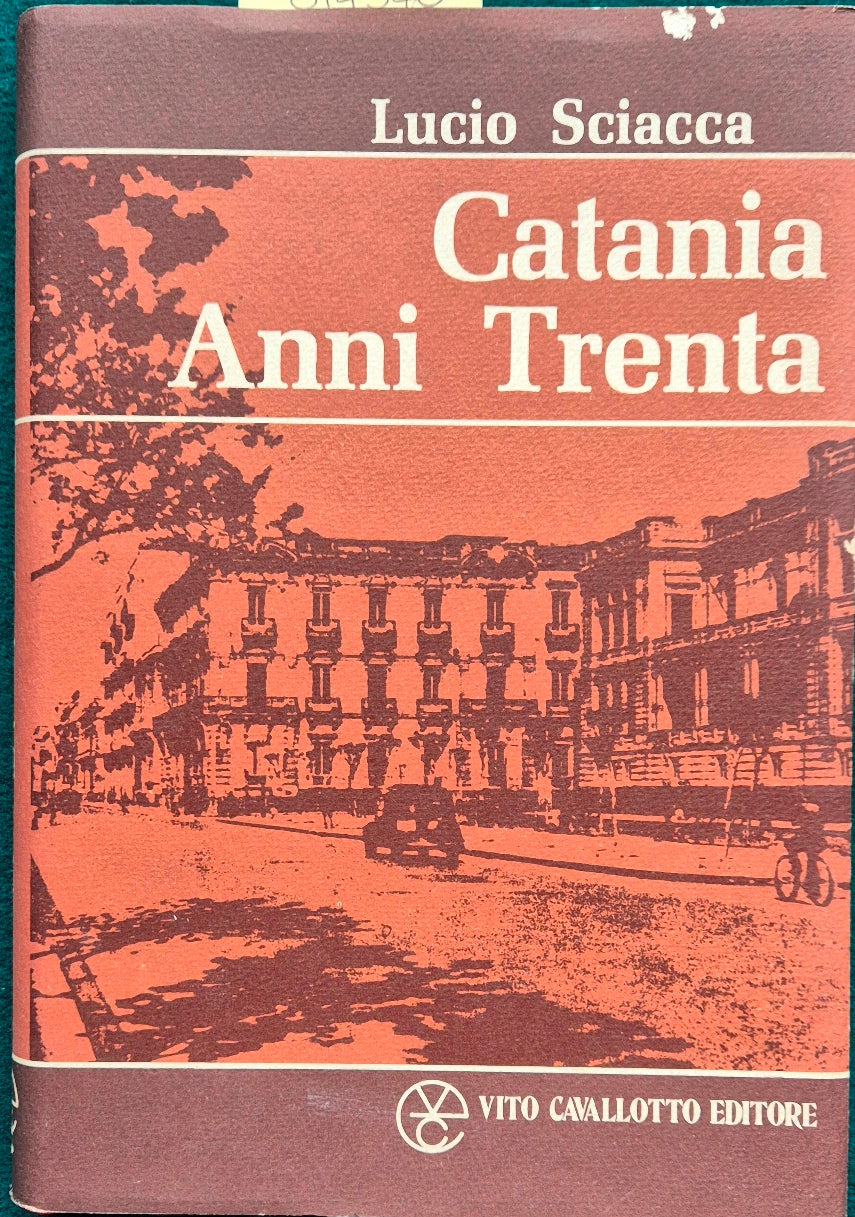 Lucio Sciacca
Catania
Anni Trenta
VITO CAVALLOTTO EDITORE